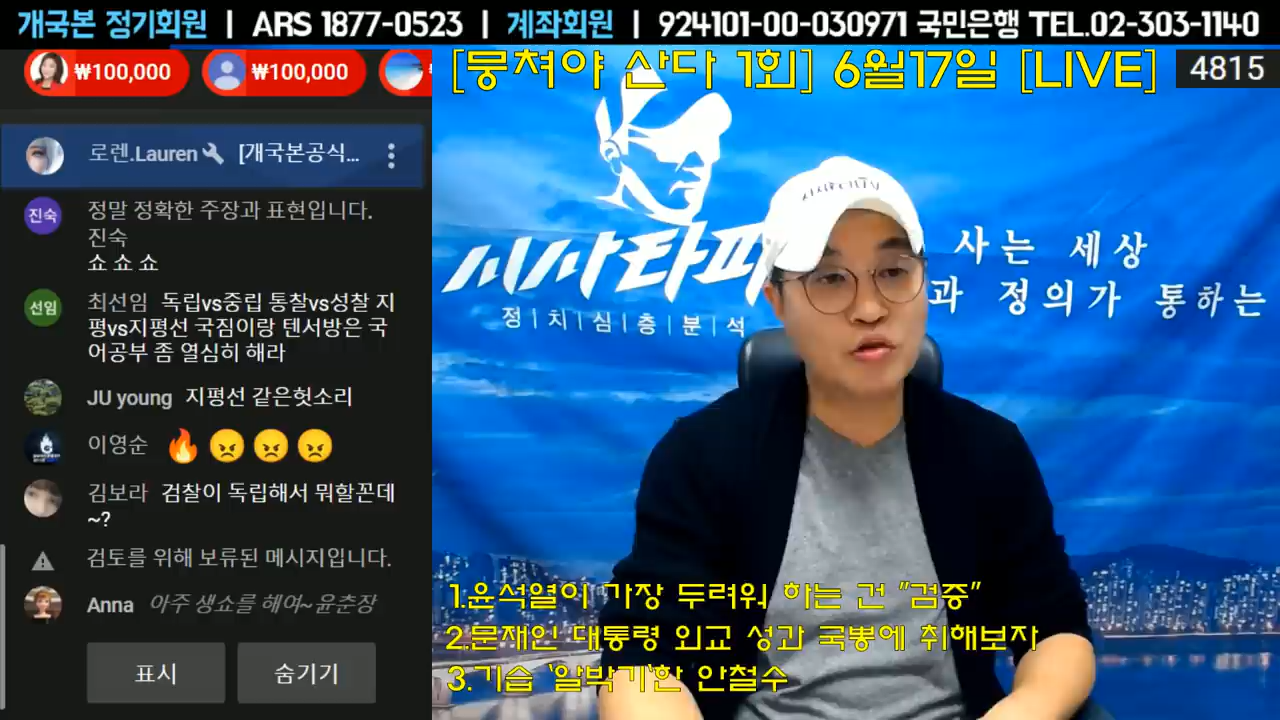 개국본 정기회원 | ARS 1877-0523 | 계좌회원 | 924101-00-030971 국민은행 TEL.02-303-1140
₩100,000
₩100,000
[뭉쳐야 산다 1회] 6월17일 [LIVE]
4815
로렌.Lauren [개국본공식...
진숙
정말 정확한 주장과 표현입니다.
진숙
쇼 쇼 쇼
선임
최선임 독립vs중립 통찰vs성찰 지
평vs지평선 국짐이랑 텐서방은 국
어공부 좀 열심히 해라
JU young 지평선 같은헛소리
이영순 🔥😠😠😠
김보라 검찰이 독립해서 뭐할꼰데
~?
검토를 위해 보류된 메시지입니다.
Anna 아주 생쇼를 헤여~윤춘장
표시
숨기기
시사타파
정|치|심|층|분|석
사는 세상
과 정의가 통하는
1.윤석열이 가장 두려워 하는 건 "검증"
2.문재인 대통령 외교 성과 국뽕에 취해보자
3.기습 '알박기'한 안철수